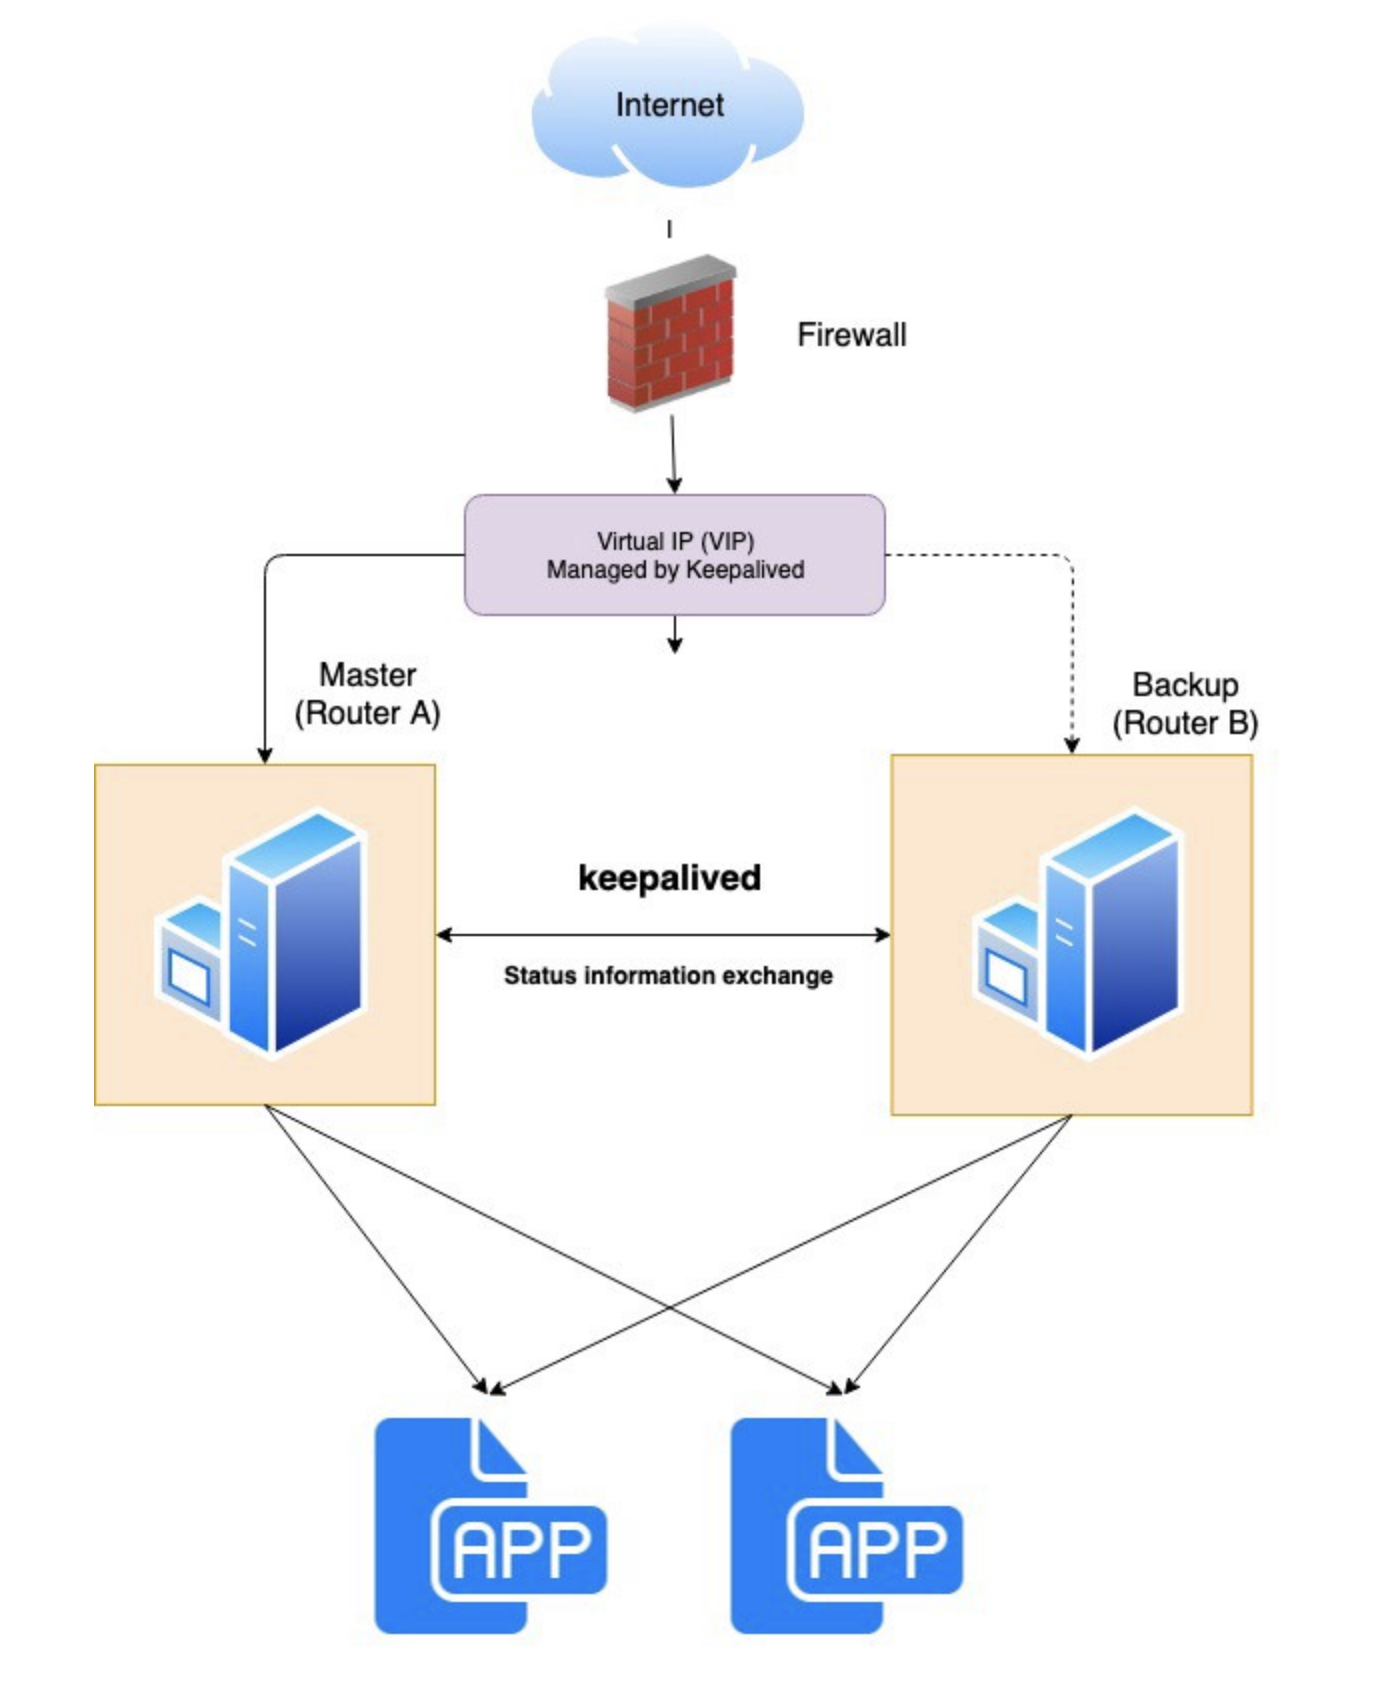 Internet
Firewall
Virtual IP (VIP)
Managed by Keepalived
Master
(Router A)
Backup
(Router B)
keepalived
Status information exchange
APP
APP